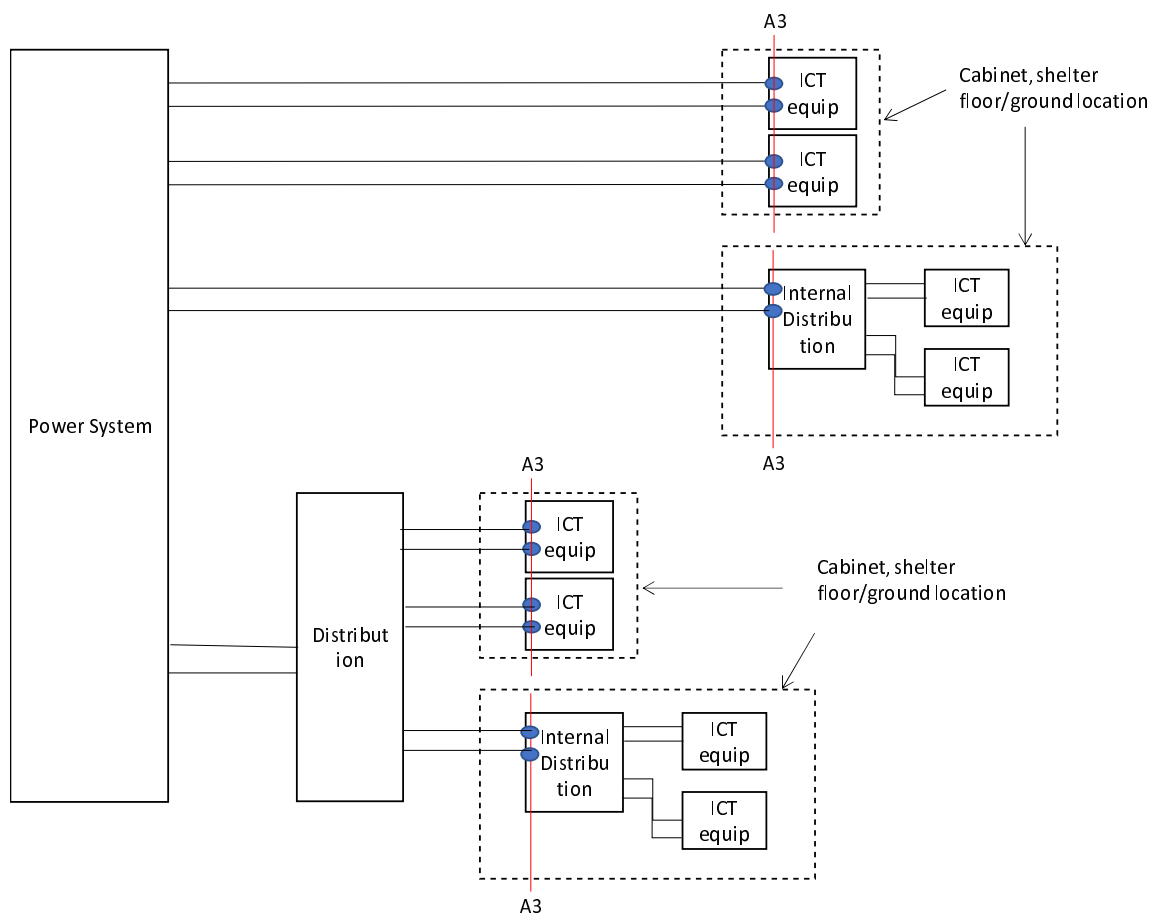 A3
ICT
equip
ICT
equip
Cabinet, shelter
floor/ground location
Internal
Distribu
tion
ICT
equip
ICT
equip
A3
Power System
A3
ICT
equip
ICT
equip
Cabinet, shelter
floor/ground location
Distribut
ion
Internal
Distribu
tion
ICT
equip
ICT
equip
A3